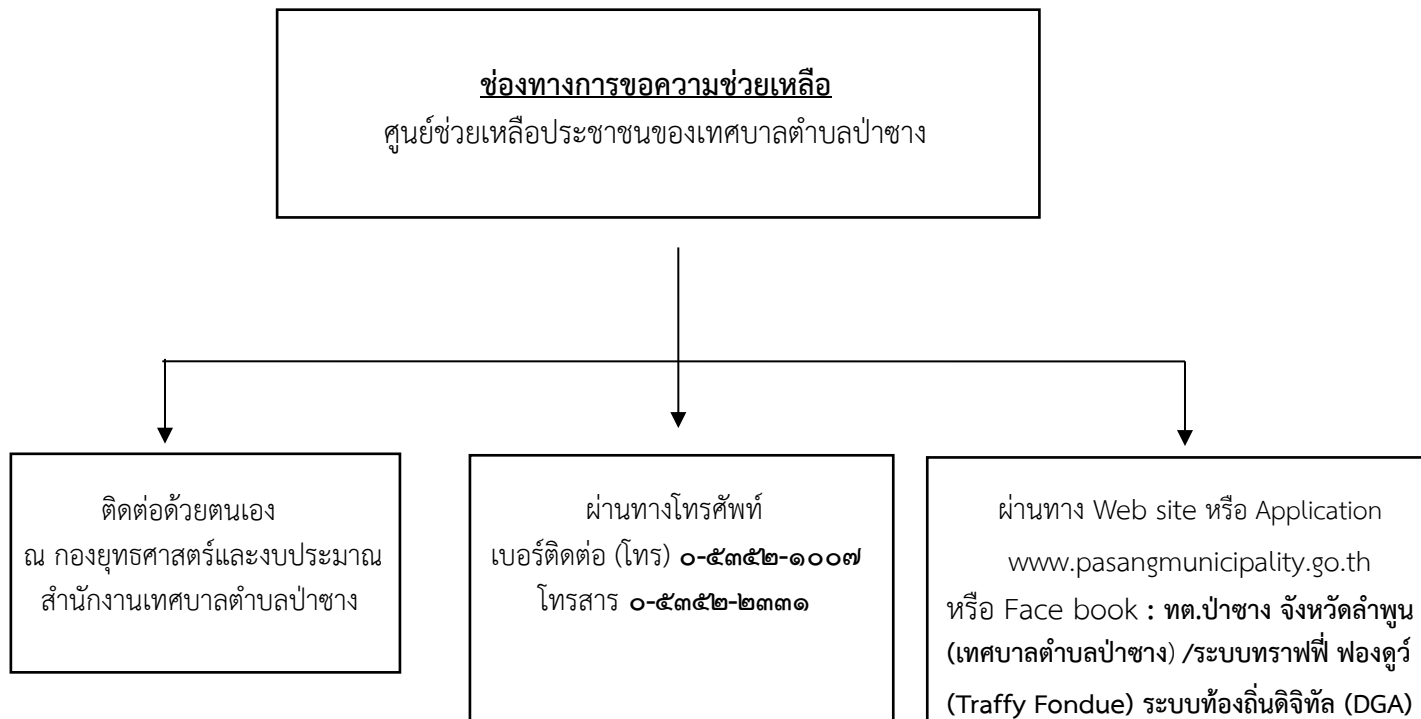 ช่องทางการขอความช่วยเหลือ
ศูนย์ช่วยเหลือประชาชนของเทศบาลตำบลป่าซาง
ติดต่อด้วยตนเอง
ณ กองยุทธศาสตร์และงบประมาณ
สำนักงานเทศบาลตำบลป่าซาง
ผ่านทางโทรศัพท์
เบอร์ติดต่อ (โทร) ๐-๕๓๕๒-๑๐๐๗
โทรสาร ๐-๕๓๕๒-๒๓๓๑
ผ่านทาง Web site หรือ Application
www.pasangmunicipality.go.th
หรือ Face book : ทต.ป่าซาง จังหวัดลำพูน
(เทศบาลตำบลป่าซาง) /ระบบทราฟฟี่ ฟองดูว์
(Traffy Fondue) ระบบท้องถิ่นดิจิทัล (DGA)